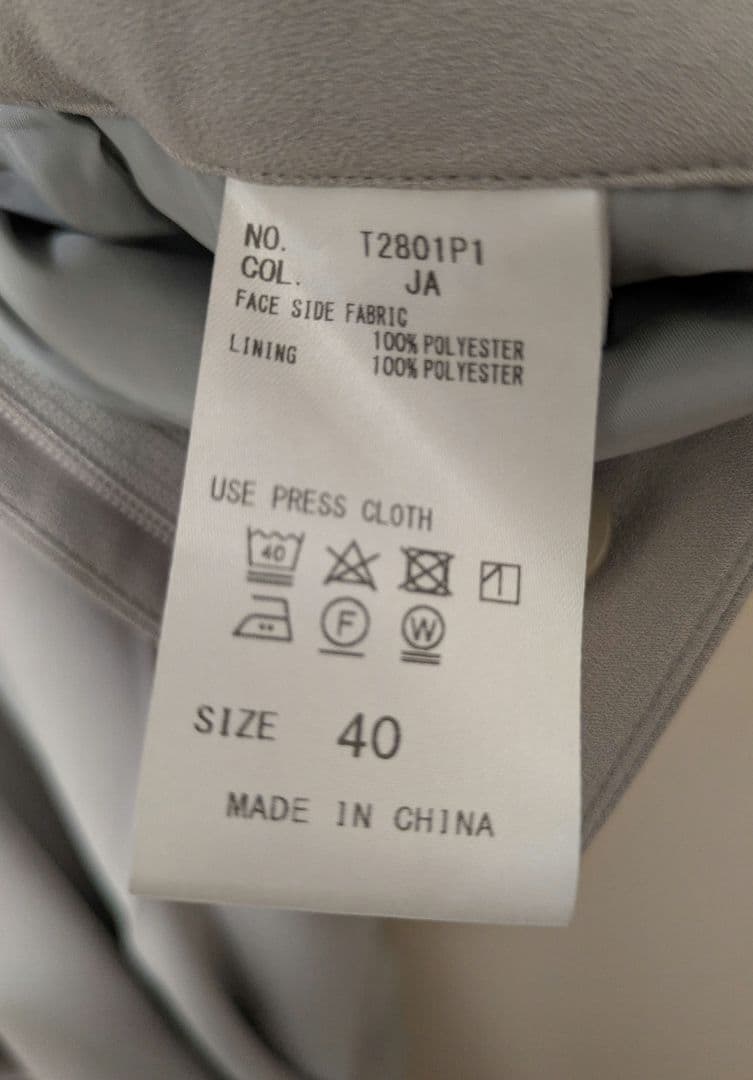 NO. T2801P1
COL. JA
FACE SIDE FABRIC
100% POLYESTER
LINING 100% POLYESTER
USE PRESS CLOTH
40
F W
SIZE 40
MADE IN CHINA